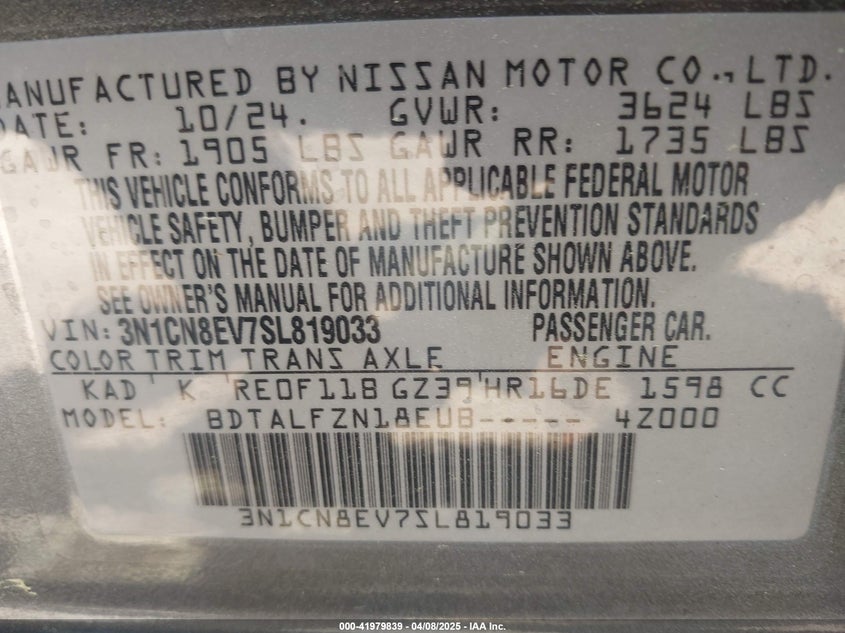 MANUFACTURED BY NISSAN MOTOR CO., LTD.
DATE: 10/24. GVWR: 3624 LBS
GAWR FR: 1905 LBS GAWR RR: 1735 LBS
THIS VEHICLE CONFORMS TO ALL APPLICABLE FEDERAL MOTOR
VEHICLE SAFETY, BUMPER AND THEFT PREVENTION STANDARDS
IN EFFECT ON THE DATE OF MANUFACTURE SHOWN ABOVE.
SEE OWNER'S MANUAL FOR ADDITIONAL INFORMATION.
VIN: 3N1CN8EV7SL819033 PASSENGER CAR.
COLOR TRIM TRANS AXLE ENGINE
KAD K RE0F11B GZ39 HR16DE 1598 CC
MODEL: BDTALFZN18EUB----- 4Z000
3N1CN8EV7SL819033
000-41979839 - 04/08/2025 - IAA Inc.